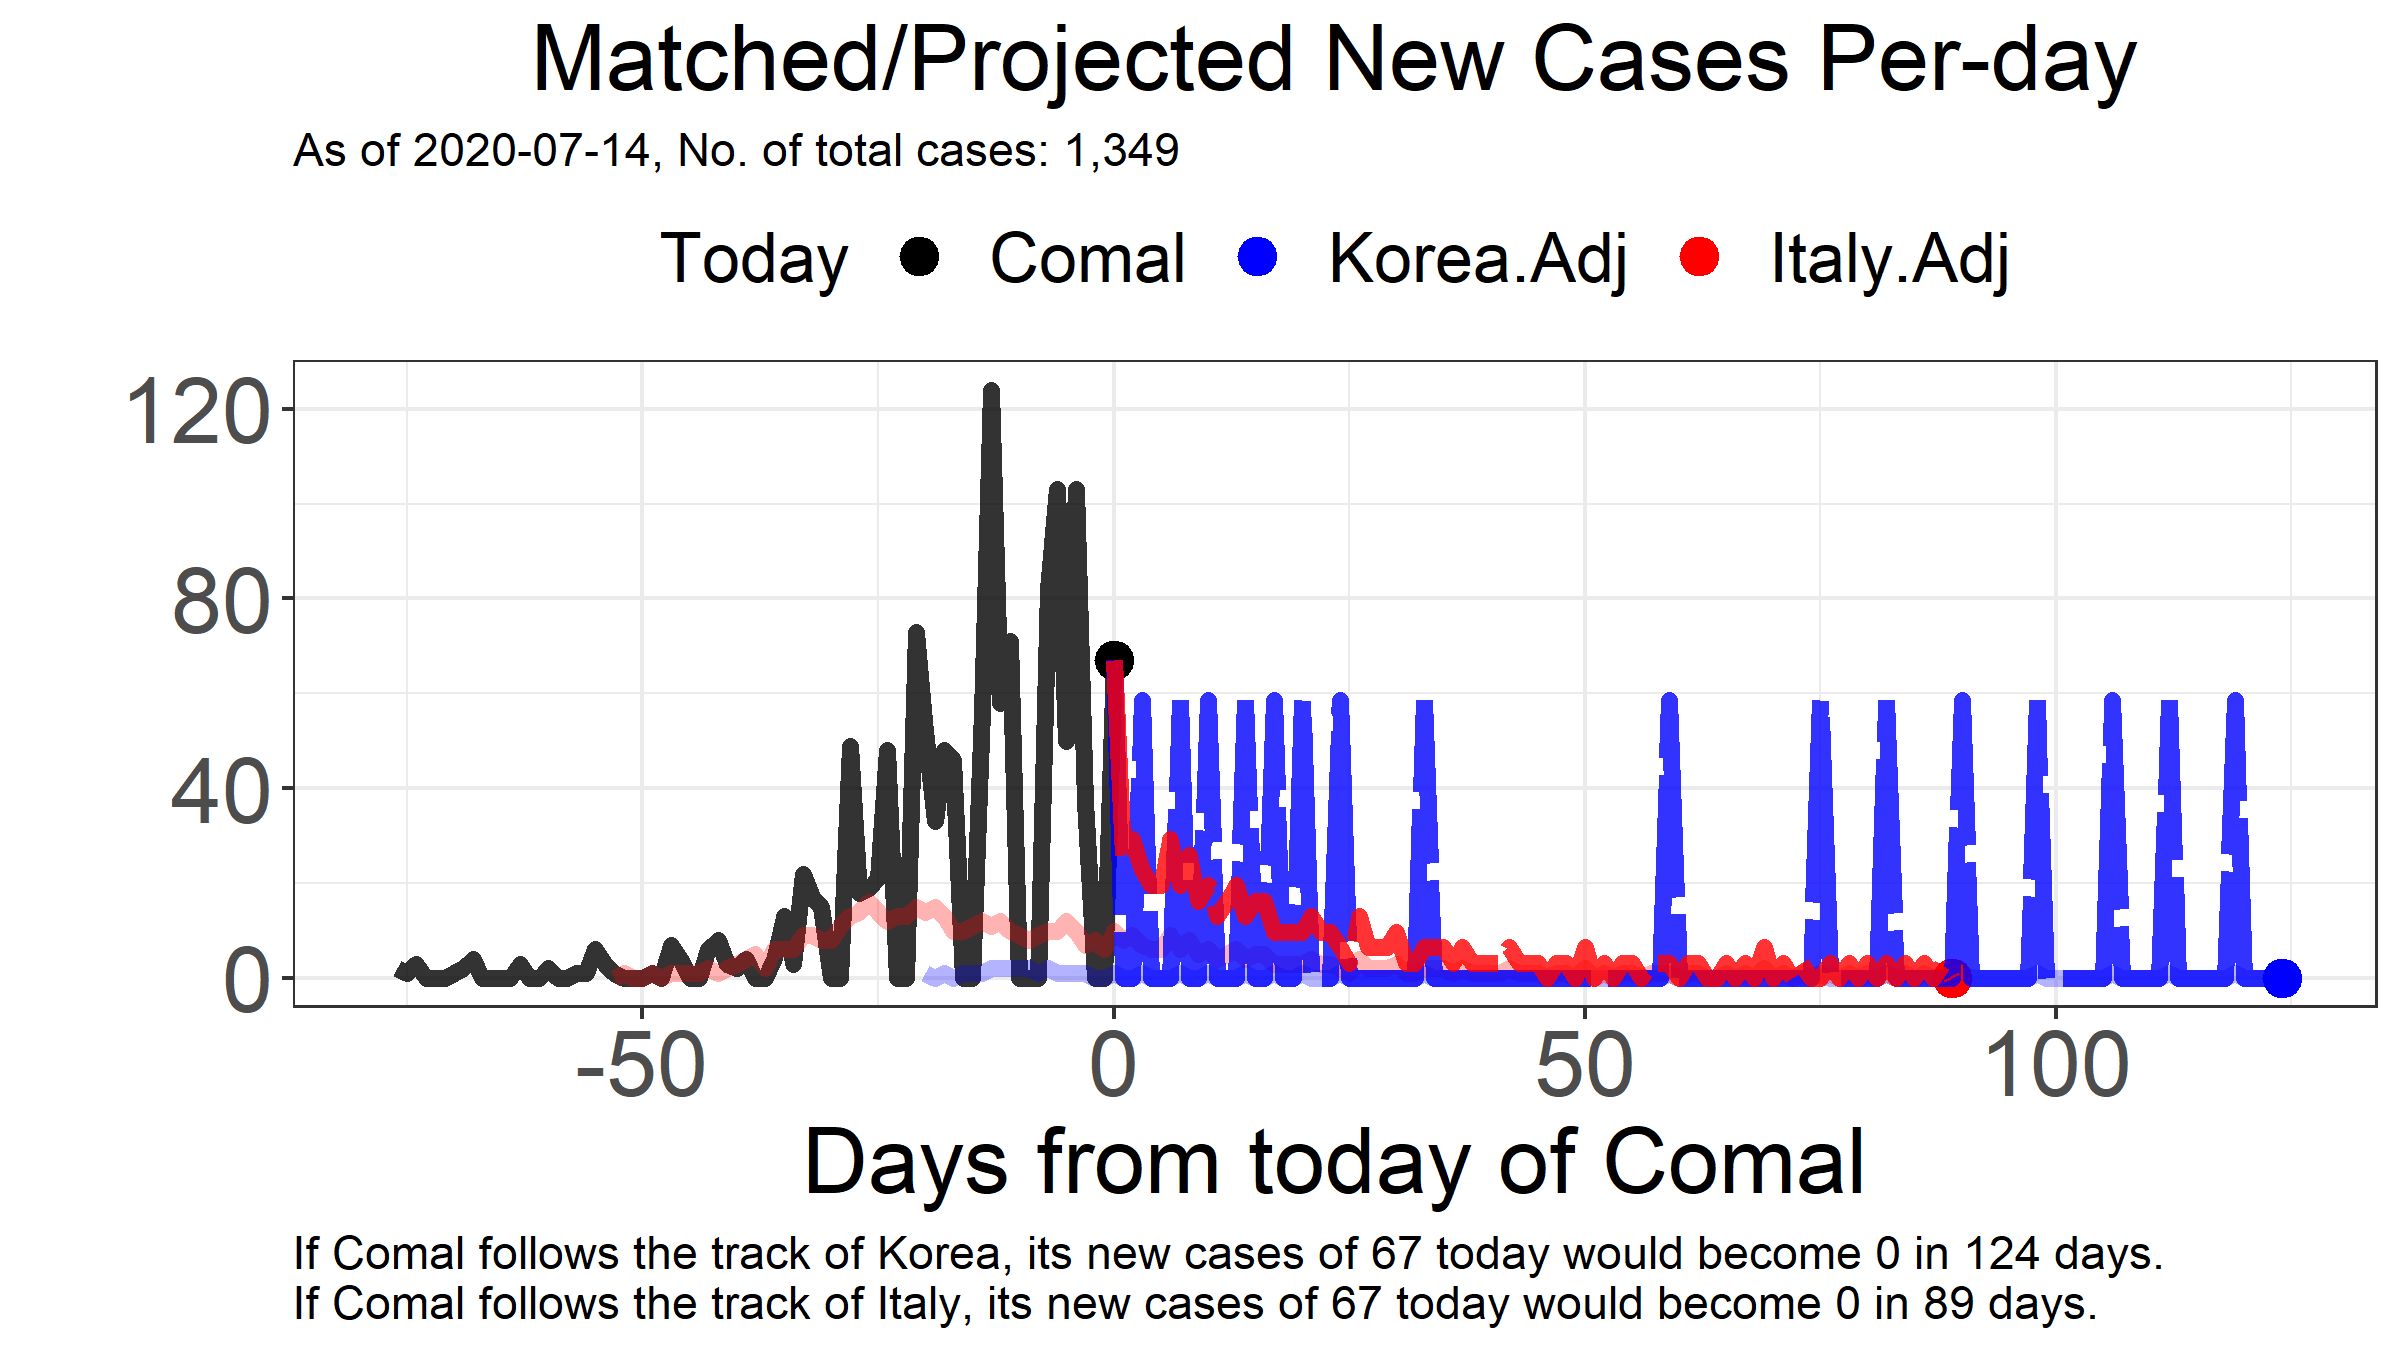 Matched/Projected New Cases Per-day
As of 2020-07-14, No. of total cases: 1,349
Today Comal Korea.Adj Italy.Adj
120
80
40
0
-50 0 50 100
Days from today of Comal
If Comal follows the track of Korea, its new cases of 67 today would become 0 in 124 days.
If Comal follows the track of Italy, its new cases of 67 today would become 0 in 89 days.